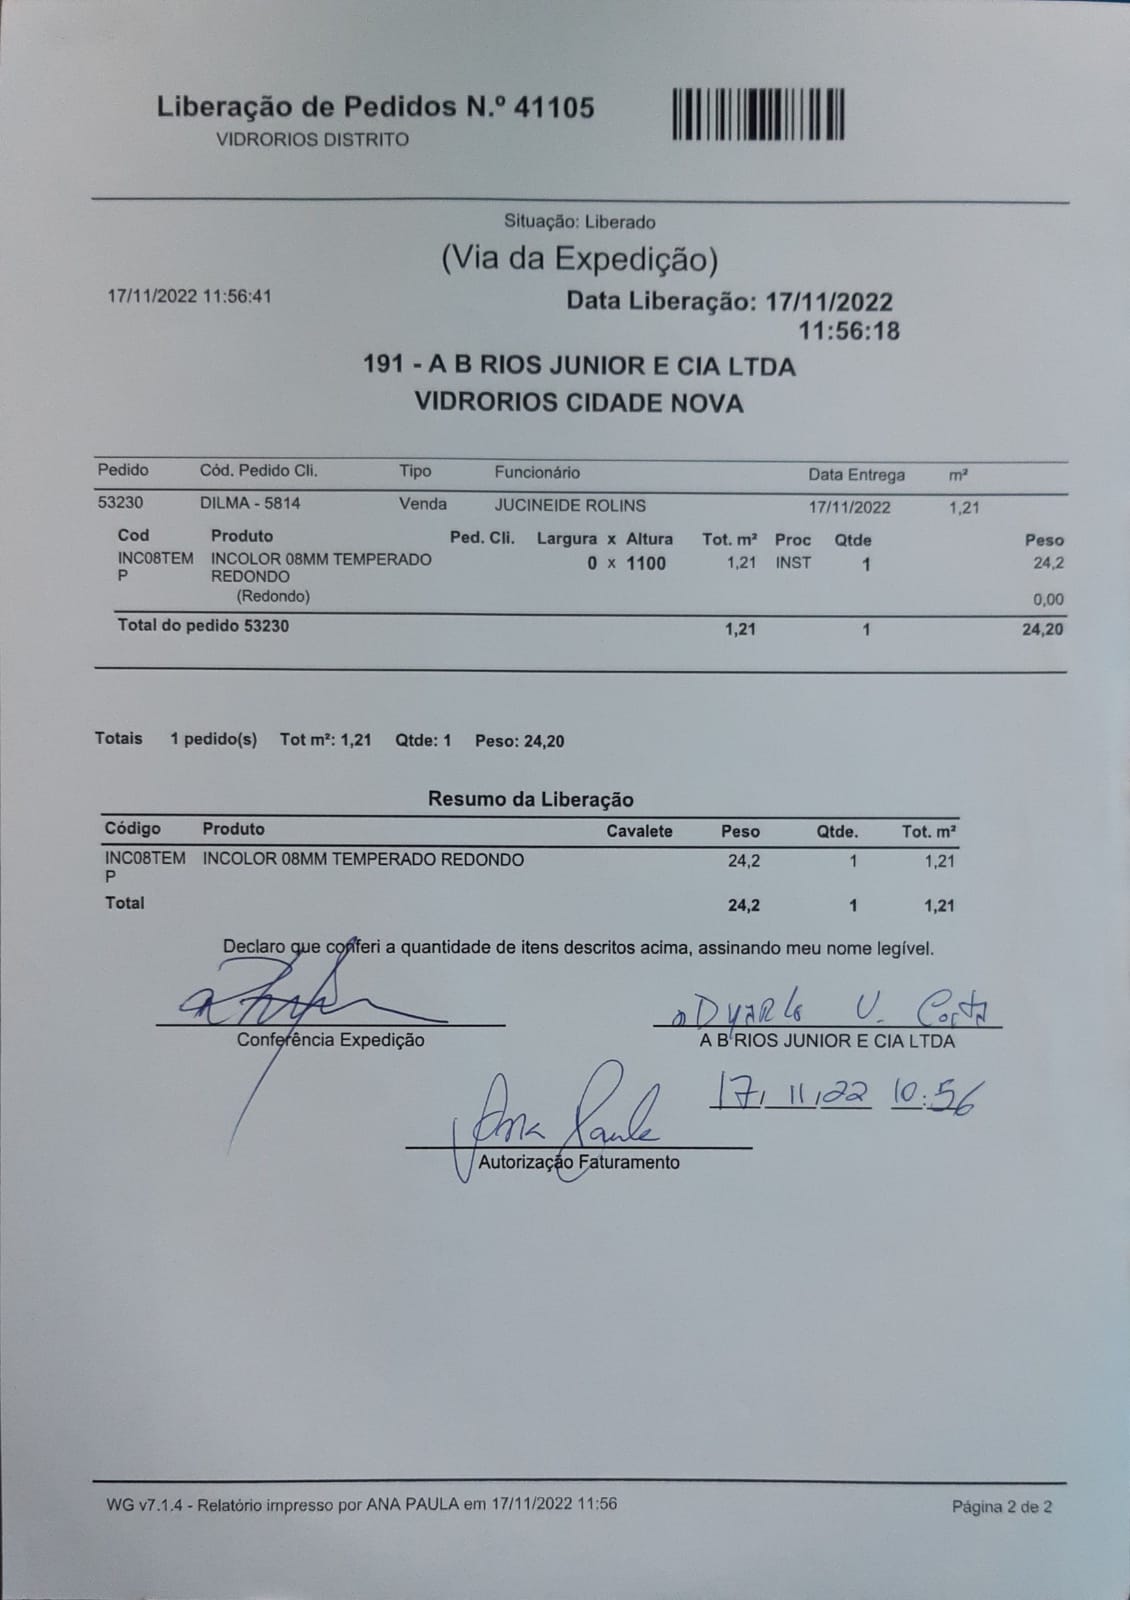 Liberação de Pedidos N.º 41105
VIDRORIOS DISTRITO
Situação: Liberado
(Via da Expedição)
17/11/2022 11:56:41
Data Liberação: 17/11/2022
11:56:18
191 - A B RIOS JUNIOR E CIA LTDA
VIDRORIOS CIDADE NOVA
Pedido Cód. Pedido Cli. Tipo Funcionário Data Entrega m²
53230 DILMA - 5814 Venda JUCINEIDE ROLINS 17/11/2022 1,21
Cod Produto Ped. Cli. Largura x Altura Tot. m² Proc Qtde Peso
INC08TEM INCOLOR 08MM TEMPERADO 0 x 1100 1,21 INST 1 24,2
P REDONDO
(Redondo) 0,00
Total do pedido 53230 1,21 1 24,20
Totais 1 pedido(s) Tot m²: 1,21 Qtde: 1 Peso: 24,20
Resumo da Liberação
Código Produto Cavalete Peso Qtde. Tot. m²
INC08TEM INCOLOR 08MM TEMPERADO REDONDO 24,2 1 1,21
P
Total 24,2 1 1,21
Declaro que conferi a quantidade de itens descritos acima, assinando meu nome legível.
V. Costa
Conferência Expedição A B RIOS JUNIOR E CIA LTDA
17/11/22 10:56
Ana Paula
Autorização Faturamento
WG v7.1.4 - Relatório impresso por ANA PAULA em 17/11/2022 11:56 Página 2 de 2